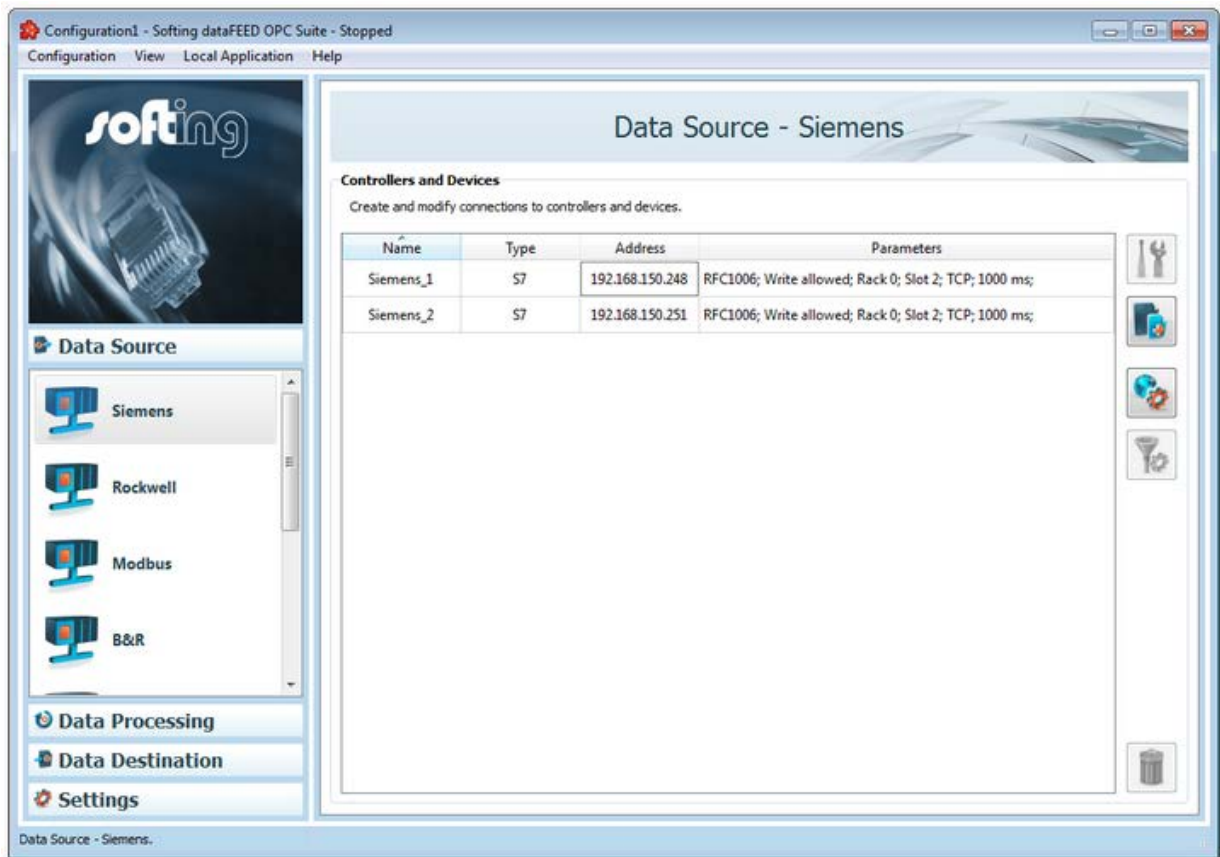 Configuration1 - Softing dataFEED OPC Suite - Stopped
Configuration View Local Application Help
softing
Data Source - Siemens
Controllers and Devices
Create and modify connections to controllers and devices.
Name Type Address Parameters
Siemens_1 S7 192.168.150.248 RFC1006; Write allowed; Rack 0; Slot 2; TCP; 1000 ms;
Siemens_2 S7 192.168.150.251 RFC1006; Write allowed; Rack 0; Slot 2; TCP; 1000 ms;
Data Source
Siemens
Rockwell
Modbus
B&R
Data Processing
Data Destination
Settings
Data Source - Siemens.